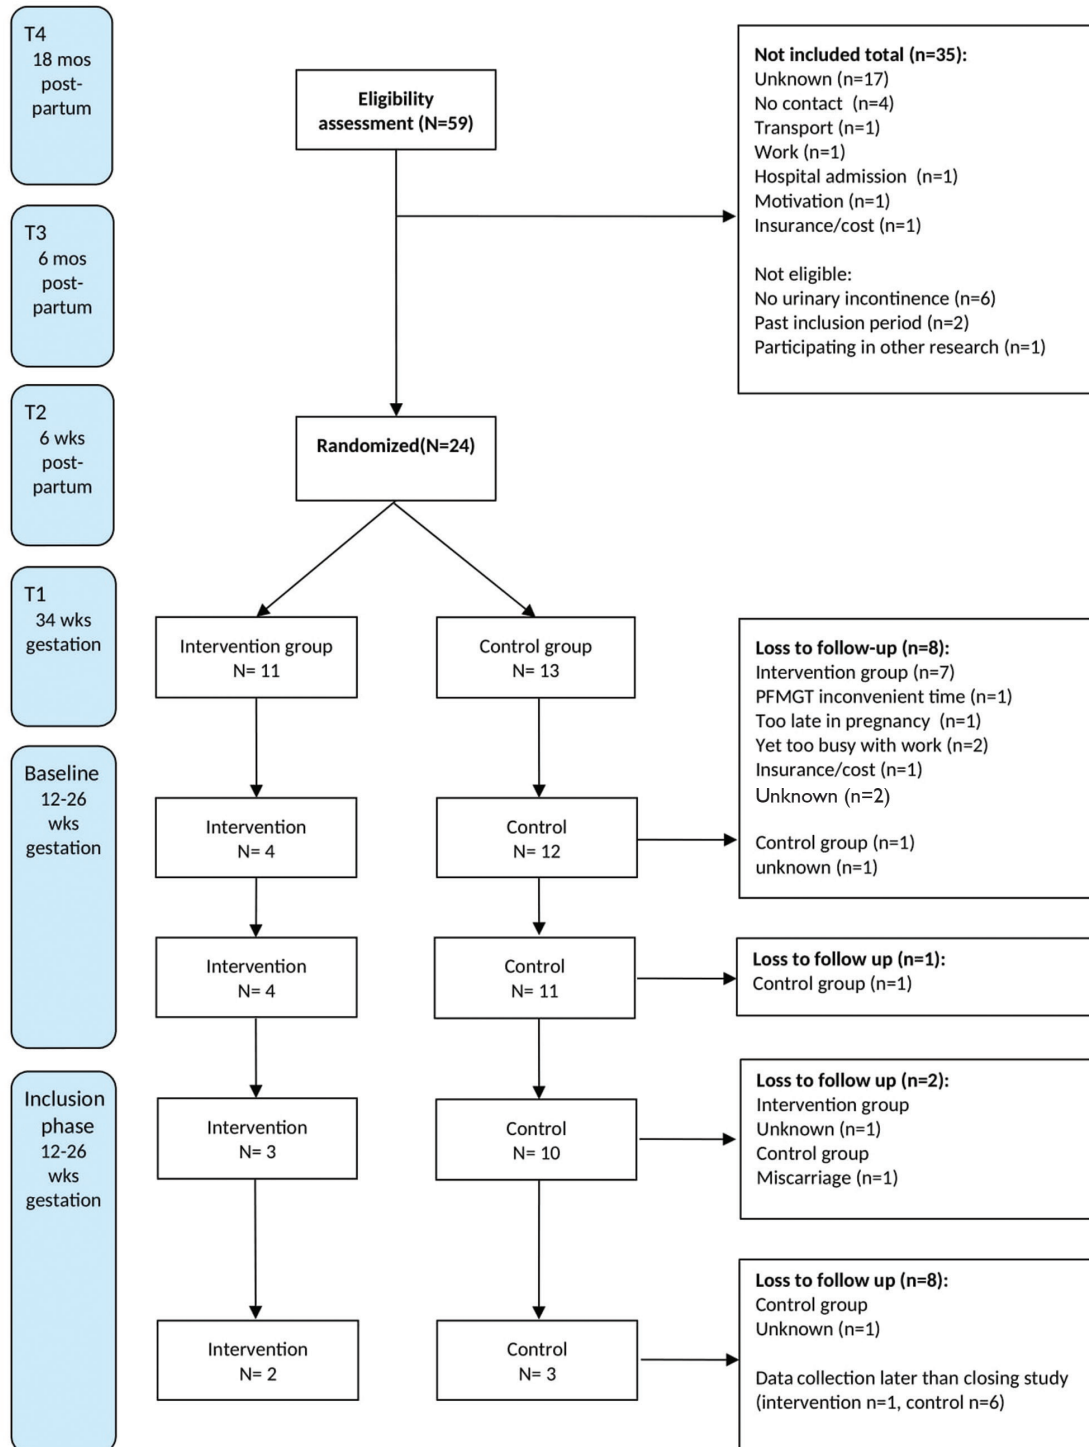 T4
18 mos
post-
partum
T3
6 mos
post-
partum
T2
6 wks
post-
partum
T1
34 wks
gestation
Baseline
12-26
wks
gestation
Inclusion
phase
12-26
wks
gestation
Eligibility
assessment (N=59)
Not included total (n=35):
Unknown (n=17)
No contact (n=4)
Transport (n=1)
Work (n=1)
Hospital admission (n=1)
Motivation (n=1)
Insurance/cost (n=1)
Not eligible:
No urinary incontinence (n=6)
Past inclusion period (n=2)
Participating in other research (n=1)
Randomized(N=24)
Intervention group
N= 11
Control group
N= 13
Loss to follow-up (n=8):
Intervention group (n=7)
PFMGT inconvenient time (n=1)
Too late in pregnancy (n=1)
Yet too busy with work (n=2)
Insurance/cost (n=1)
Unknown (n=2)
Control group (n=1)
unknown (n=1)
Intervention
N= 4
Control
N= 12
Intervention
N= 4
Control
N= 11
Loss to follow up (n=1):
Control group (n=1)
Intervention
N= 3
Control
N= 10
Loss to follow up (n=2):
Intervention group
Unknown (n=1)
Control group
Miscarriage (n=1)
Intervention
N= 2
Control
N= 3
Loss to follow up (n=8):
Control group
Unknown (n=1)
Data collection later than closing study
(intervention n=1, control n=6)